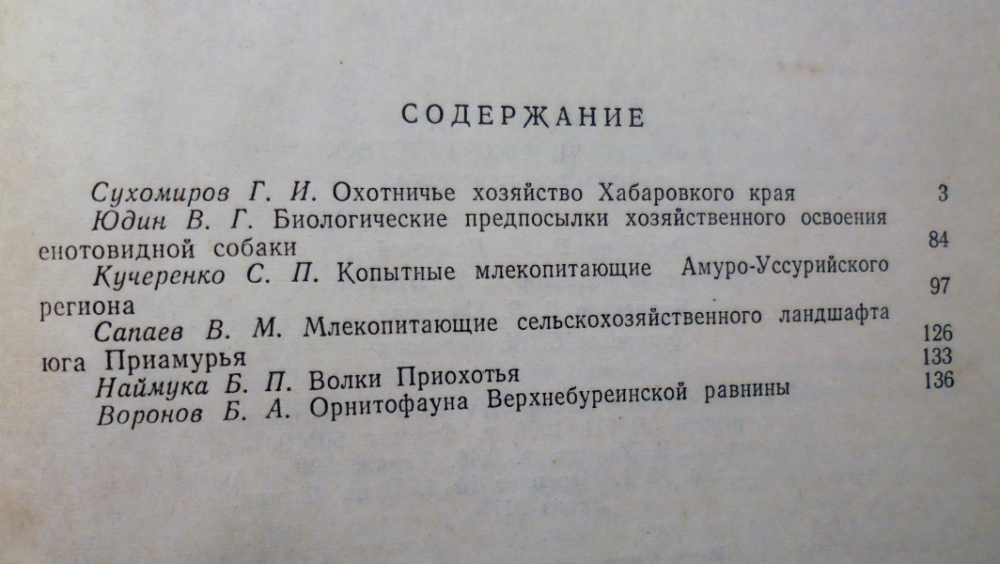 СОДЕРЖАНИЕ
Сухомиров Г. И. Охотничье хозяйство Хабаровкого края 3
Юдин В. Г. Биологические предпосылки хозяйственного освоения
енотовидной собаки 84
Кучеренко С. П. Копытные млекопитающие Амуро-Уссурийского
региона 97
Сапаев В. М. Млекопитающие сельскохозяйственного ландшафта
юга Приамурья 126
Наймука Б. П. Волки Приохотья 133
Воронов Б. А. Орнитофауна Верхнебуреинской равнины 136